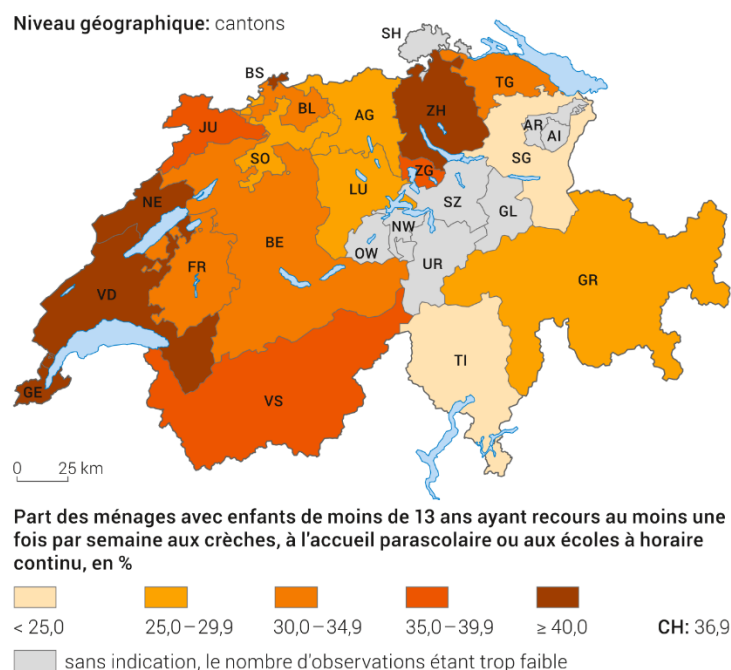 Niveau géographique: cantons
SH
BS
TG
BL
AG
ZH
JU
AR
AI
SO
SG
ZG
LU
NE
SZ
GL
NW
BE
OW
FR
UR
GR
VD
TI
GE
VS
0 25 km
Part des ménages avec enfants de moins de 13 ans ayant recours au moins une
fois par semaine aux crèches, à l'accueil parascolaire ou aux écoles à horaire
continu, en %
< 25,0 25,0–29,9 30,0–34,9 35,0–39,9 ≥ 40,0 CH: 36,9
sans indication, le nombre d'observations étant trop faible